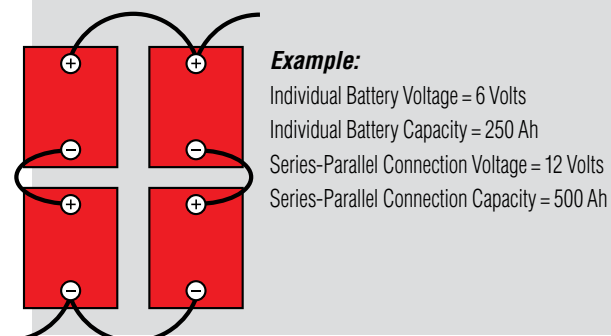 +
+
Example:
Individual Battery Voltage = 6 Volts
Individual Battery Capacity = 250 Ah
−
−
Series-Parallel Connection Voltage = 12 Volts
Series-Parallel Connection Capacity = 500 Ah
+
+
−
−